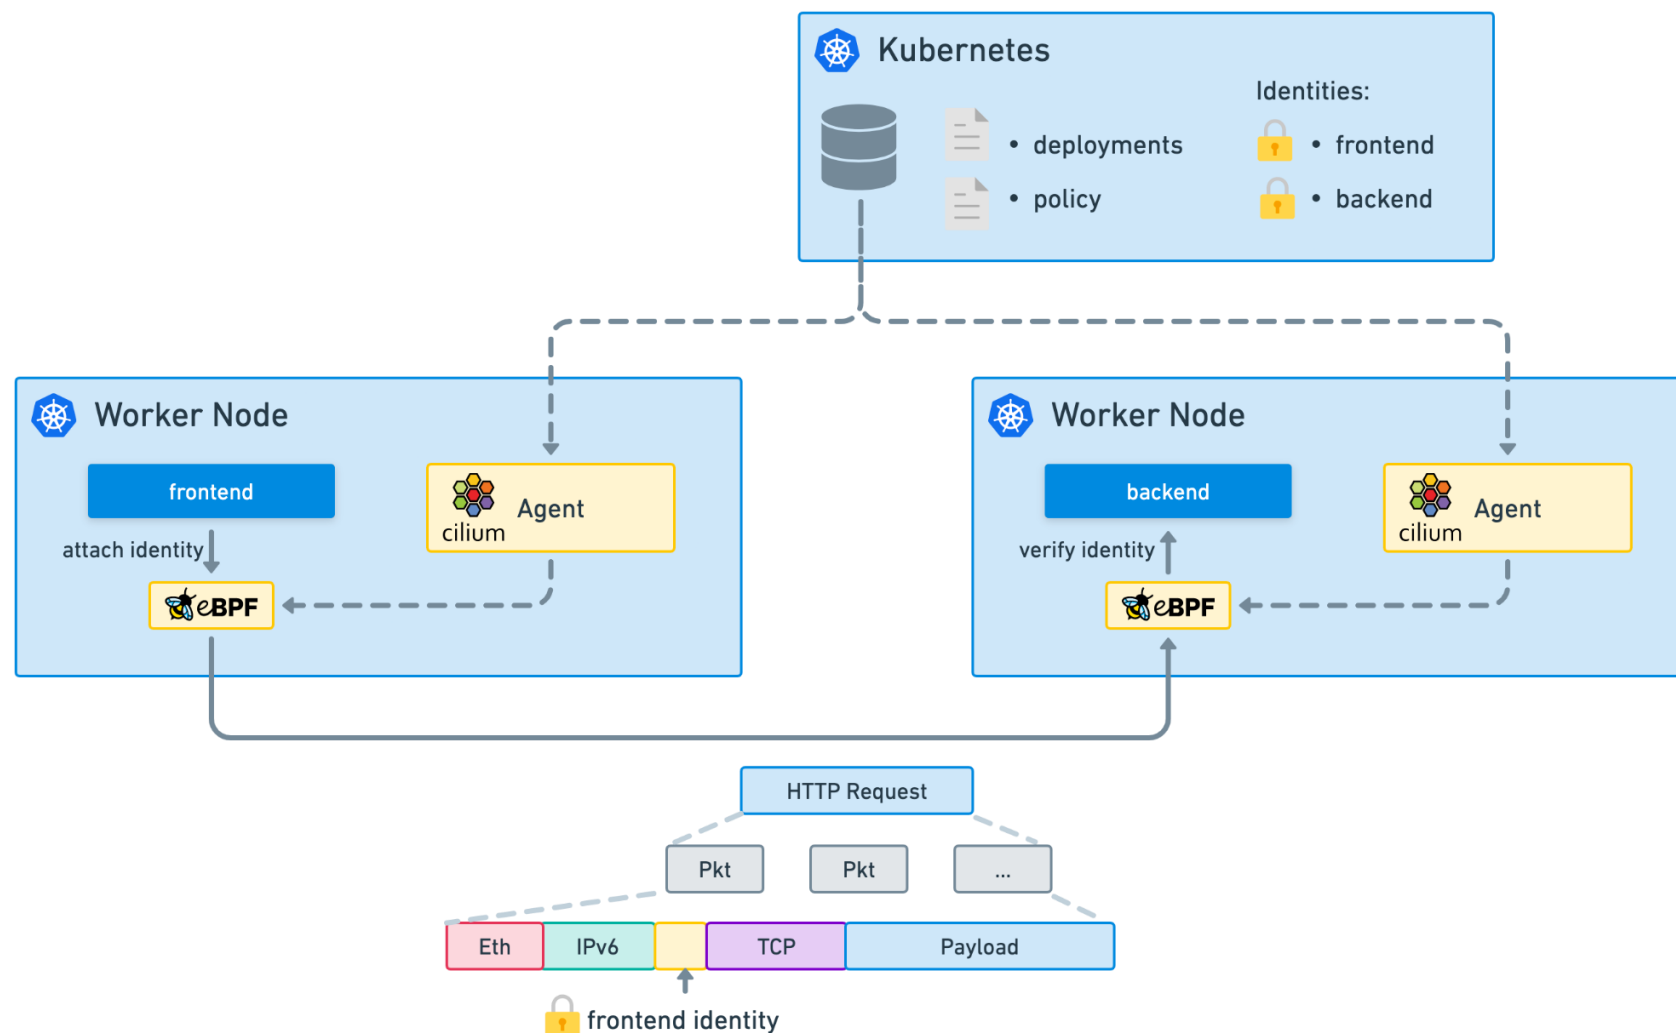 Kubernetes
Identities:
• deployments
• frontend
• policy
• backend
Worker Node
frontend
cilium
Agent
attach identity
eBPF
Worker Node
backend
cilium
Agent
verify identity
eBPF
HTTP Request
Pkt
Pkt
...
Eth
IPv6
TCP
Payload
frontend identity